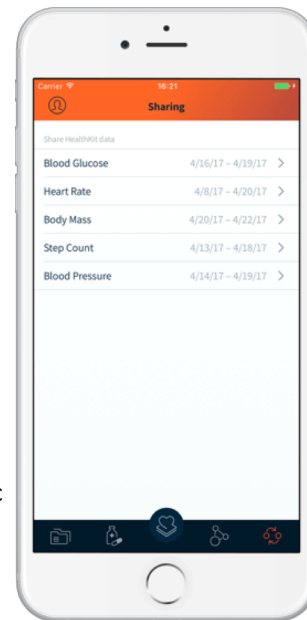 Carrier 16:21
Sharing
Share HealthKit data
Blood Glucose 4/16/17 – 4/19/17
Heart Rate 4/8/17 – 4/20/17
Body Mass 4/20/17 – 4/22/17
Step Count 4/13/17 – 4/18/17
Blood Pressure 4/14/17 – 4/19/17